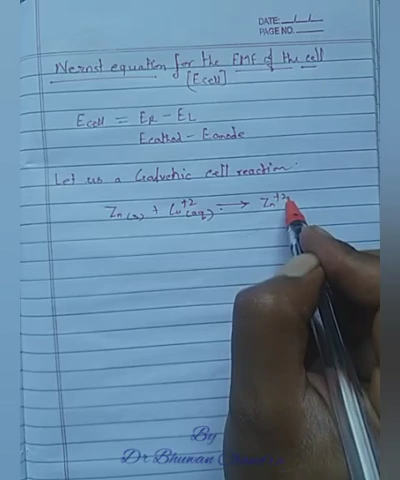 DATE:
PAGE NO.
Nernst equation for the EMF of the cell
[Ecell]
Ecell = ER - EL
Ecathod - Eanode
Let us a Galvanic cell reaction.
Zn(s) + Cu+2(aq) → Zn+2
By
Dr Bhuwan